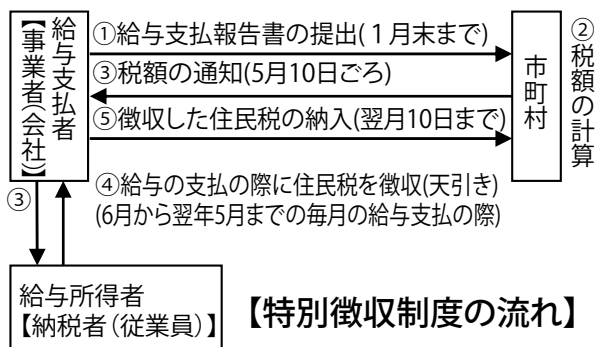 給与支払者
【事業者(会社)】
①給与支払報告書の提出(1月末まで)
③税額の通知(5月10日ごろ)
⑤徴収した住民税の納入(翌月10日まで)
市町村
②税額の計算
③
④給与の支払の際に住民税を徴収(天引き)
(6月から翌年5月までの毎月の給与支払の際)
給与所得者
【納税者(従業員)】
【特別徴収制度の流れ】